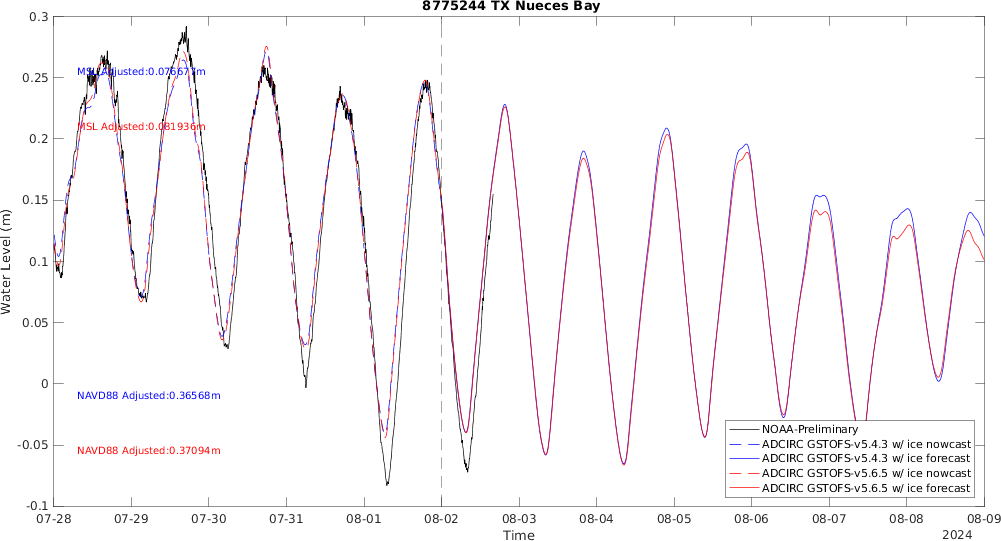 8775244 TX Nueces Bay
0.3
0.25
0.2
0.15
0.1
0.05
0
-0.05
-0.1
Water Level (m)
MSL Adjusted:0.076677m
MSL Adjusted:0.081936m
NAVD88 Adjusted:0.36568m
NAVD88 Adjusted:0.37094m
NOAA-Preliminary
ADCIRC GSTOFS-v5.4.3 w/ ice nowcast
ADCIRC GSTOFS-v5.4.3 w/ ice forecast
ADCIRC GSTOFS-v5.6.5 w/ ice nowcast
ADCIRC GSTOFS-v5.6.5 w/ ice forecast
07-28 07-29 07-30 07-31 08-01 08-02 08-03 08-04 08-05 08-06 08-07 08-08 08-09
Time
2024